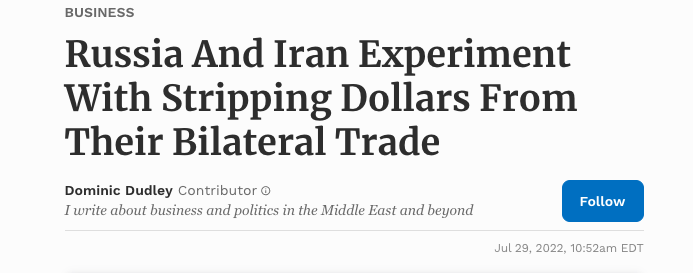 BUSINESS
Russia And Iran Experiment
With Stripping Dollars From
Their Bilateral Trade
Dominic Dudley Contributor
I write about business and politics in the Middle East and beyond
Follow
Jul 29, 2022, 10:52am EDT